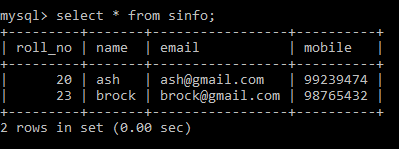 mysql> select * from sinfo;
+---------+-------+-----------------+----------+
| roll_no | name  | email           | mobile   |
+---------+-------+-----------------+----------+
|      20 | ash   | ash@gmail.com   | 99239474 |
|      23 | brock | brock@gmail.com | 98765432 |
+---------+-------+-----------------+----------+
2 rows in set (0.00 sec)